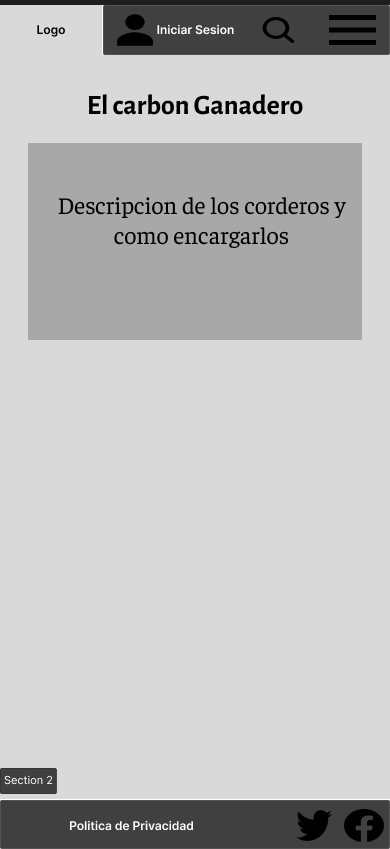 Logo
Iniciar Sesion
El carbon Ganadero
Descripcion de los corderos y
como encargarlos
Section 2
Politica de Privacidad